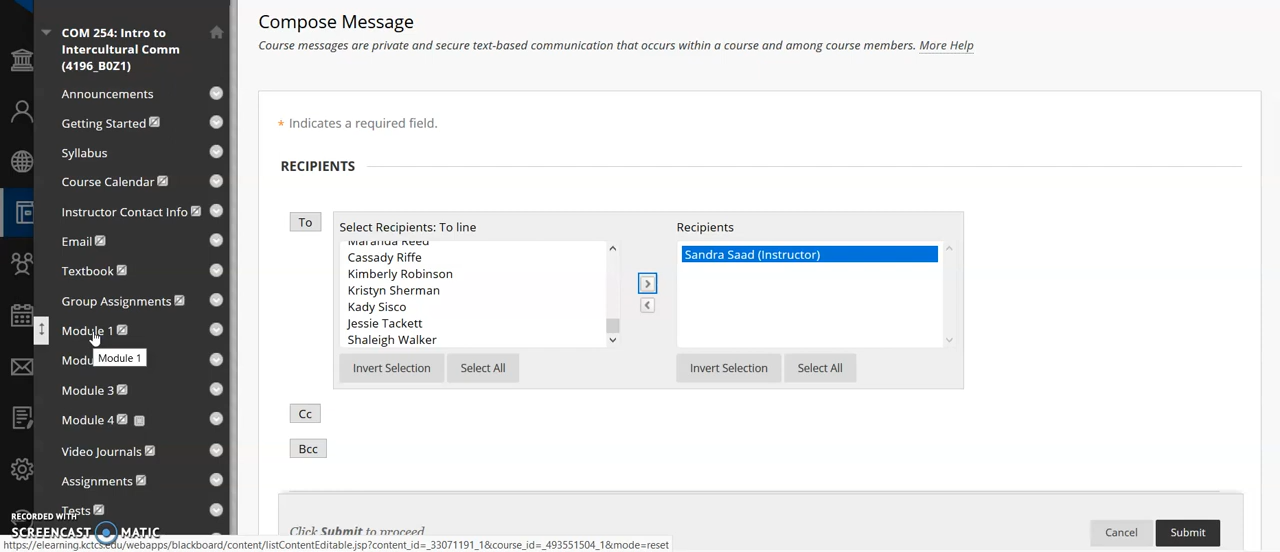 COM 254: Intro to
Intercultural Comm
(4196_B0Z1)
Announcements
Getting Started
Syllabus
Course Calendar
Instructor Contact Info
Email
Textbook
Group Assignments
Module 1
Modu
Module 1
Module 3
Module 4
Video Journals
Assignments
Tests
RECORDED WITH
SCREENCAST MATIC
Compose Message
Course messages are private and secure text-based communication that occurs within a course and among course members. More Help
* Indicates a required field.
RECIPIENTS
To
Select Recipients: To line
Maranda Reed
Cassady Riffe
Kimberly Robinson
Kristyn Sherman
Kady Sisco
Jessie Tackett
Shaleigh Walker
Invert Selection Select All
Recipients
Sandra Saad (Instructor)
Invert Selection Select All
Cc
Bcc
Click Submit to proceed
Cancel Submit
https://elearning.kctcs.edu/webapps/blackboard/content/listContentEditable.jsp?content_id=_33071191_1&course_id=_493551504_1&mode=reset